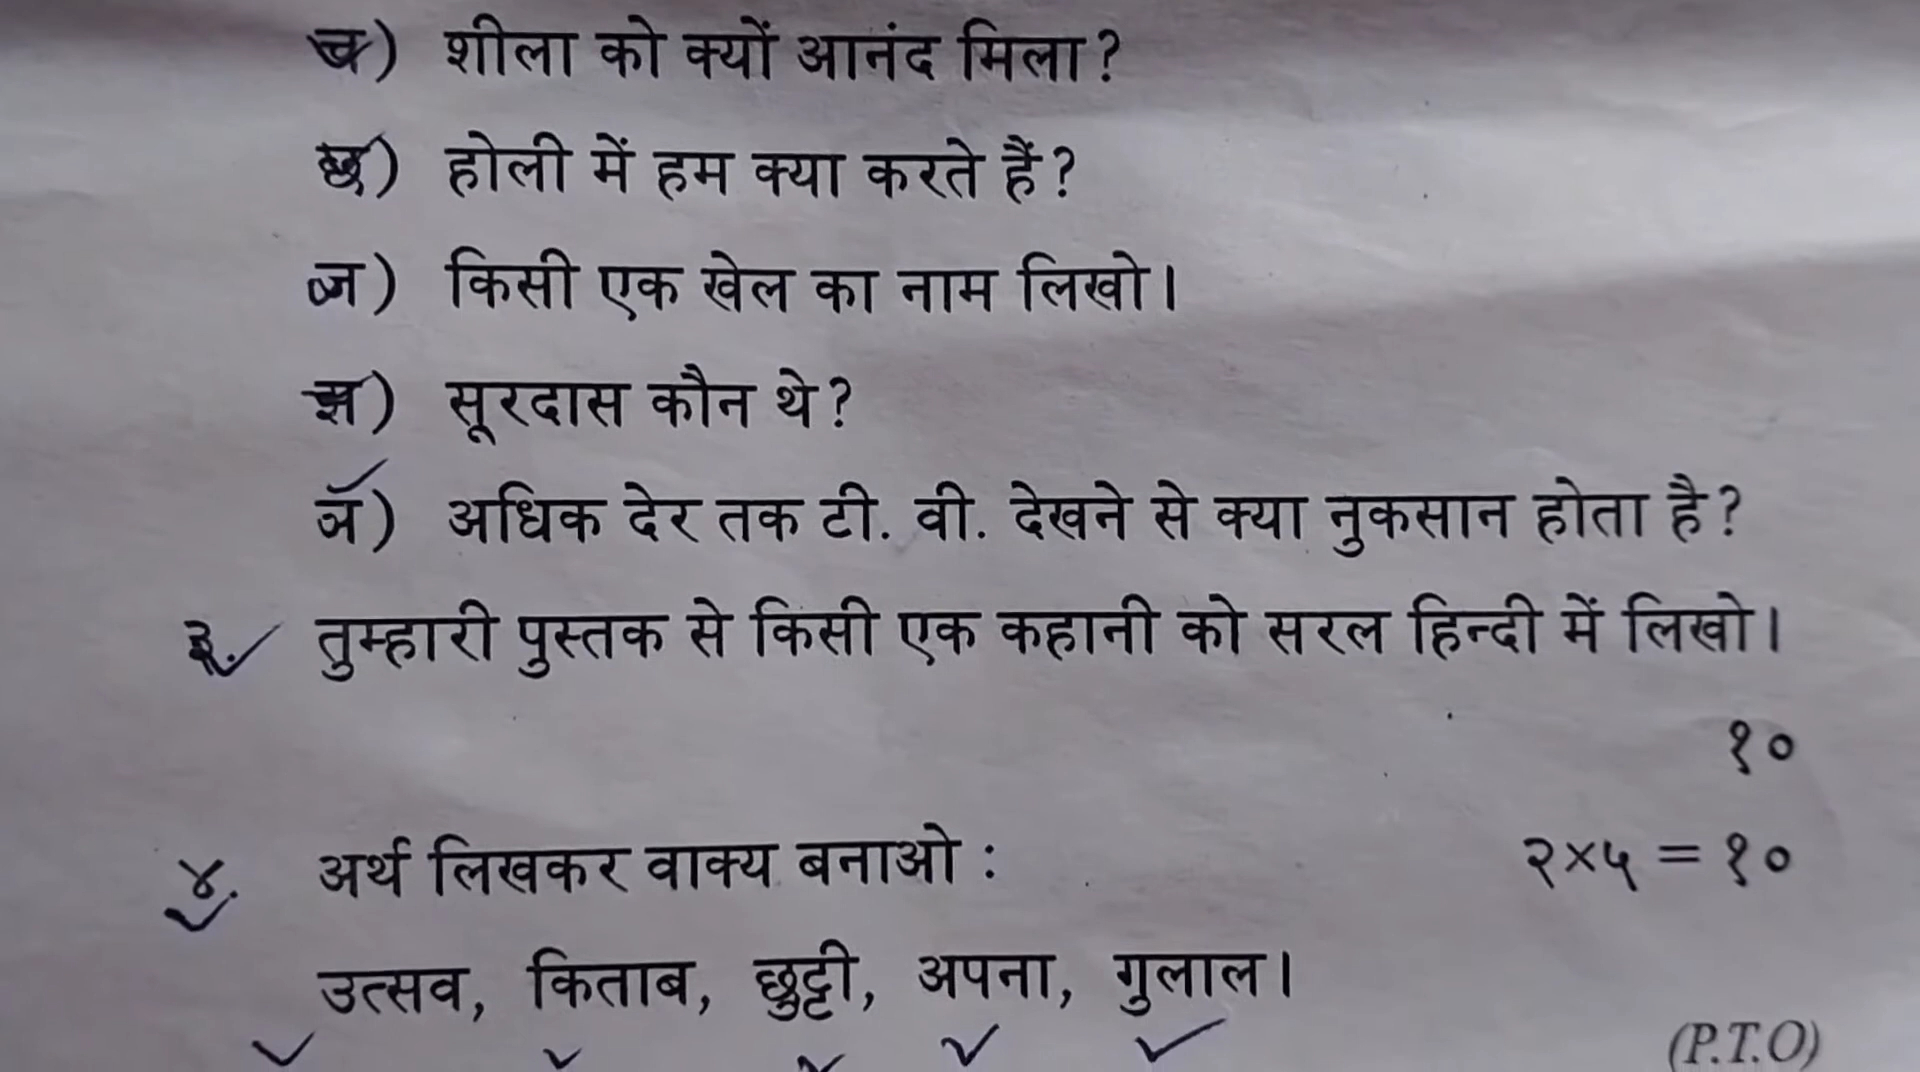 च) शीला को क्यों आनंद मिला?
छ) होली में हम क्या करते हैं?
ज) किसी एक खेल का नाम लिखो।
झ) सूरदास कौन थे?
ञ) अधिक देर तक टी. वी. देखने से क्या नुकसान होता है?
३. तुम्हारी पुस्तक से किसी एक कहानी को सरल हिन्दी में लिखो।
१०
४. अर्थ लिखकर वाक्य बनाओ : २×५ = १०
उत्सव, किताब, छुट्टी, अपना, गुलाल।
(P.T.O)